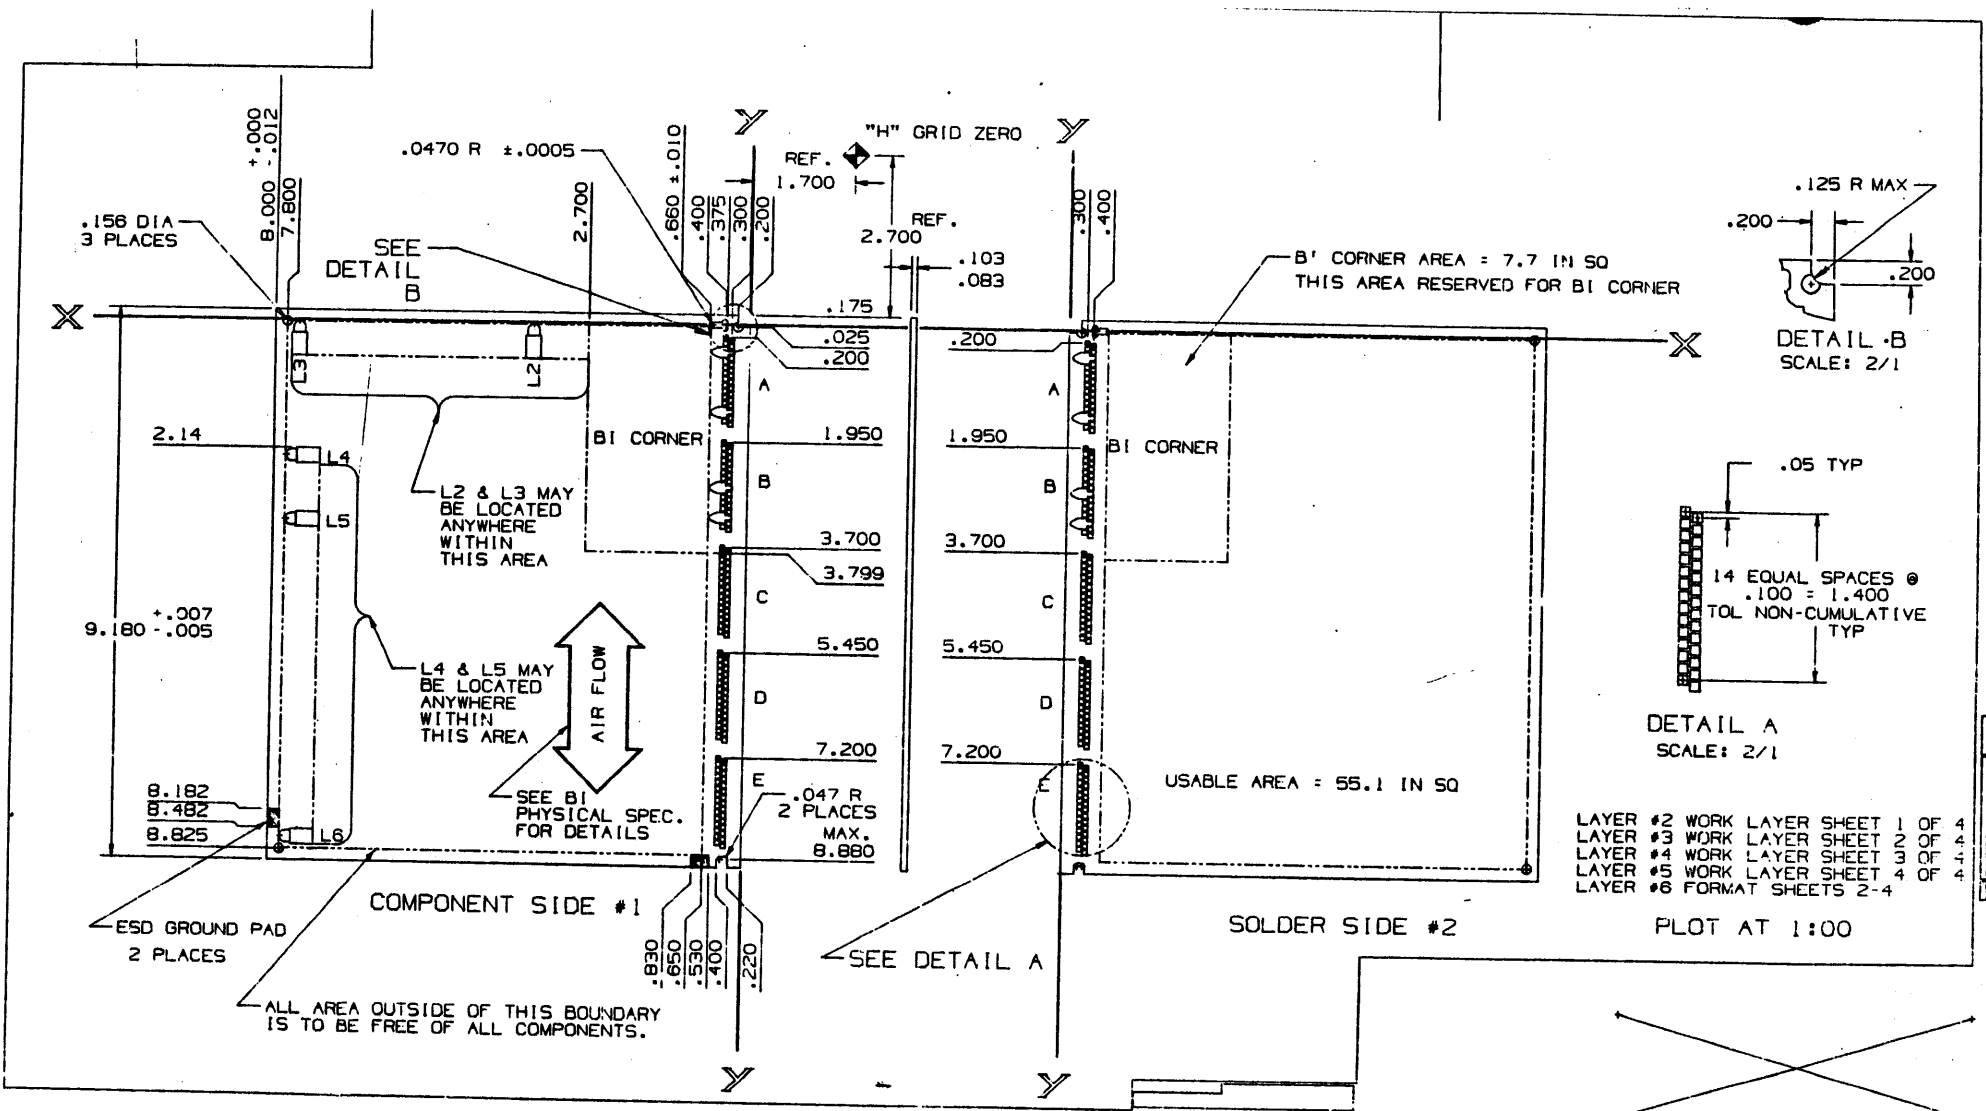 Y
"H" GRID ZERO
Y
+.000
8.000 -.012
7.800
.0470 R ±.0005
2.700
.660 ±.010
.400
.375
.300
.200
REF.
1.700
REF.
2.700
.103
.083
.300
.400
.125 R MAX
.200
.200
DETAIL B
SCALE: 2/1
.156 DIA
3 PLACES
SEE
DETAIL
B
BI CORNER AREA = 7.7 IN SQ
THIS AREA RESERVED FOR BI CORNER
X
X
.175
.025
.200
.200
L3
L2
A
A
2.14
L4
BI CORNER
1.950
1.950
BI CORNER
.05 TYP
L5
B
B
L2 & L3 MAY
BE LOCATED
ANYWHERE
WITHIN
THIS AREA
3.700
3.799
3.700
C
C
14 EQUAL SPACES @
.100 = 1.400
TOL NON-CUMULATIVE
TYP
+.007
9.180 -.005
AIR FLOW
5.450
5.450
L4 & L5 MAY
BE LOCATED
ANYWHERE
WITHIN
THIS AREA
D
D
DETAIL A
SCALE: 2/1
7.200
7.200
E
E
USABLE AREA = 55.1 IN SQ
8.182
8.482
8.825
L6
SEE BI
PHYSICAL SPEC.
FOR DETAILS
.047 R
2 PLACES
MAX.
8.880
LAYER #2 WORK LAYER SHEET 1 OF 4
LAYER #3 WORK LAYER SHEET 2 OF 4
LAYER #4 WORK LAYER SHEET 3 OF 4
LAYER #5 WORK LAYER SHEET 4 OF 4
LAYER #6 FORMAT SHEETS 2-4
COMPONENT SIDE #1
SOLDER SIDE #2
PLOT AT 1:00
ESD GROUND PAD
2 PLACES
.830
.650
.530
.400
.220
SEE DETAIL A
ALL AREA OUTSIDE OF THIS BOUNDARY
IS TO BE FREE OF ALL COMPONENTS.
Y
Y